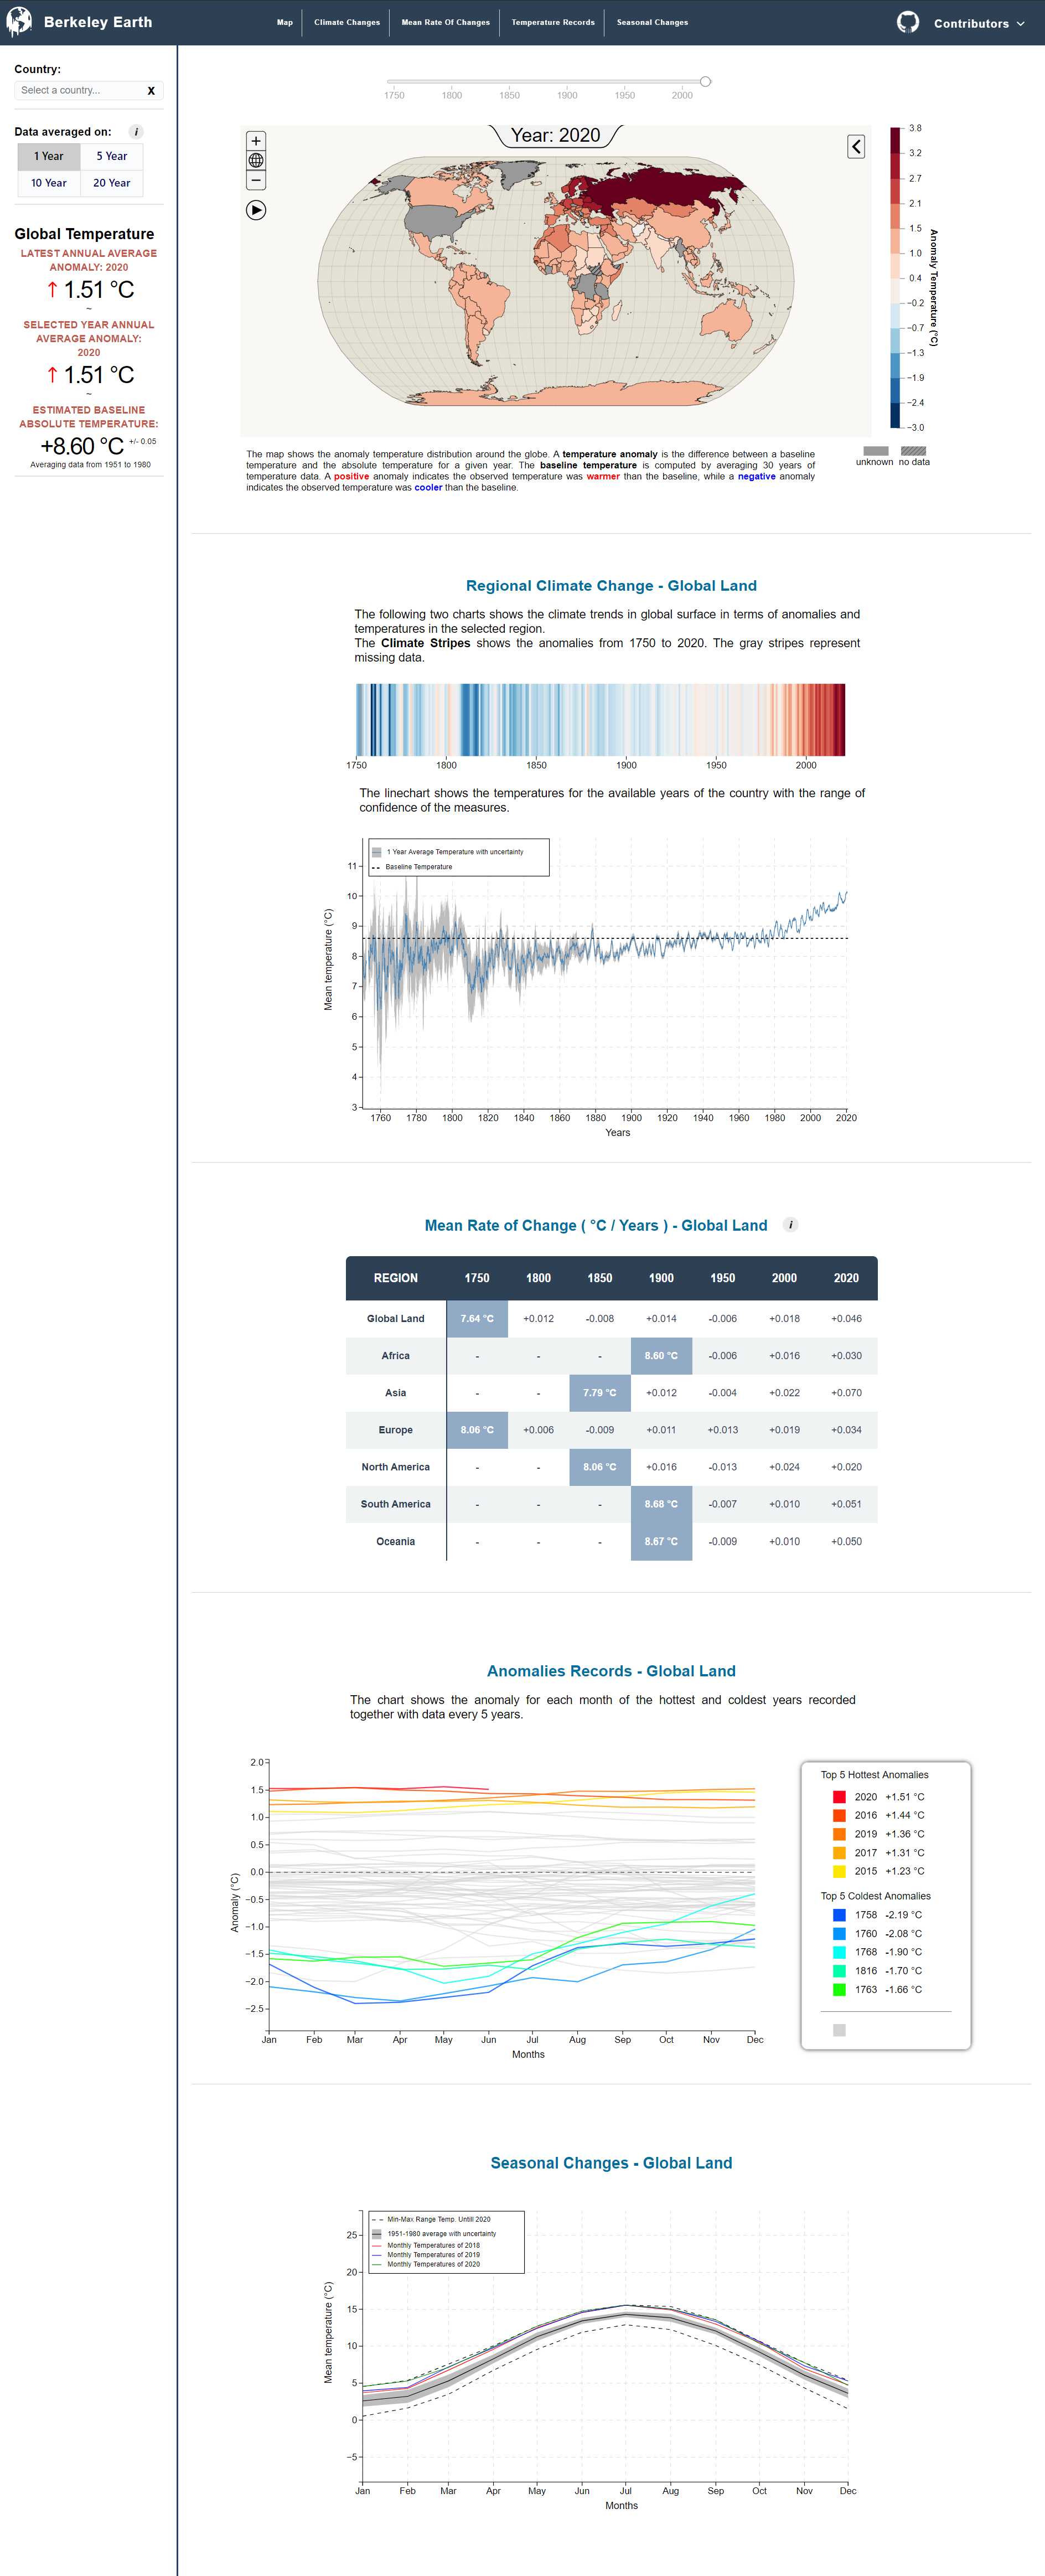 Berkeley Earth
Map
Climate Changes
Mean Rate Of Changes
Temperature Records
Seasonal Changes
Contributors
Country:
Select a country...
X
Data averaged on:
i
1 Year
5 Year
10 Year
20 Year
Global Temperature
LATEST ANNUAL AVERAGE
ANOMALY: 2020
↑ 1.51 °C
~
SELECTED YEAR ANNUAL
AVERAGE ANOMALY:
2020
↑ 1.51 °C
~
ESTIMATED BASELINE
ABSOLUTE TEMPERATURE:
+8.60 °C +/- 0.05
Averaging data from 1951 to 1980
1750 1800 1850 1900 1950 2000
Year: 2020
+
−
3.8
3.2
2.7
2.1
1.5
1.0
0.4
−0.2
−0.7
−1.3
−1.9
−2.4
−3.0
Anomaly Temperature (°C)
unknown
no data
The map shows the anomaly temperature distribution around the globe. A temperature anomaly is the difference between a baseline
temperature and the absolute temperature for a given year. The baseline temperature is computed by averaging 30 years of
temperature data. A positive anomaly indicates the observed temperature was warmer than the baseline, while a negative anomaly
indicates the observed temperature was cooler than the baseline.
Regional Climate Change - Global Land
The following two charts shows the climate trends in global surface in terms of anomalies and
temperatures in the selected region.
The Climate Stripes shows the anomalies from 1750 to 2020. The gray stripes represent
missing data.
1750 1800 1850 1900 1950 2000
The linechart shows the temperatures for the available years of the country with the range of
confidence of the measures.
1 Year Average Temperature with uncertainty
Baseline Temperature
11
10
9
8
7
6
5
4
3
Mean temperature (°C)
1760 1780 1800 1820 1840 1860 1880 1900 1920 1940 1960 1980 2000 2020
Years
Mean Rate of Change ( °C / Years ) - Global Land
i
REGION 1750 1800 1850 1900 1950 2000 2020
Global Land 7.64 °C +0.012 -0.008 +0.014 -0.006 +0.018 +0.046
Africa - - - 8.60 °C -0.006 +0.016 +0.030
Asia - - 7.79 °C +0.012 -0.004 +0.022 +0.070
Europe 8.06 °C +0.006 -0.009 +0.011 +0.013 +0.019 +0.034
North America - - 8.06 °C +0.016 -0.013 +0.024 +0.020
South America - - - 8.68 °C -0.007 +0.010 +0.051
Oceania - - - 8.67 °C -0.009 +0.010 +0.050
Anomalies Records - Global Land
The chart shows the anomaly for each month of the hottest and coldest years recorded
together with data every 5 years.
2.0
1.5
1.0
0.5
0.0
−0.5
−1.0
−1.5
−2.0
−2.5
Anomaly (°C)
Jan Feb Mar Apr May Jun Jul Aug Sep Oct Nov Dec
Months
Top 5 Hottest Anomalies
2020 +1.51 °C
2016 +1.44 °C
2019 +1.36 °C
2017 +1.31 °C
2015 +1.23 °C
Top 5 Coldest Anomalies
1758 -2.19 °C
1760 -2.08 °C
1768 -1.90 °C
1816 -1.70 °C
1763 -1.66 °C
Seasonal Changes - Global Land
Min-Max Range Temp. Untill 2020
1951-1980 average with uncertainty
Monthly Temperatures of 2018
Monthly Temperatures of 2019
Monthly Temperatures of 2020
25
20
15
10
5
0
−5
Mean temperature (°C)
Jan Feb Mar Apr May Jun Jul Aug Sep Oct Nov Dec
Months